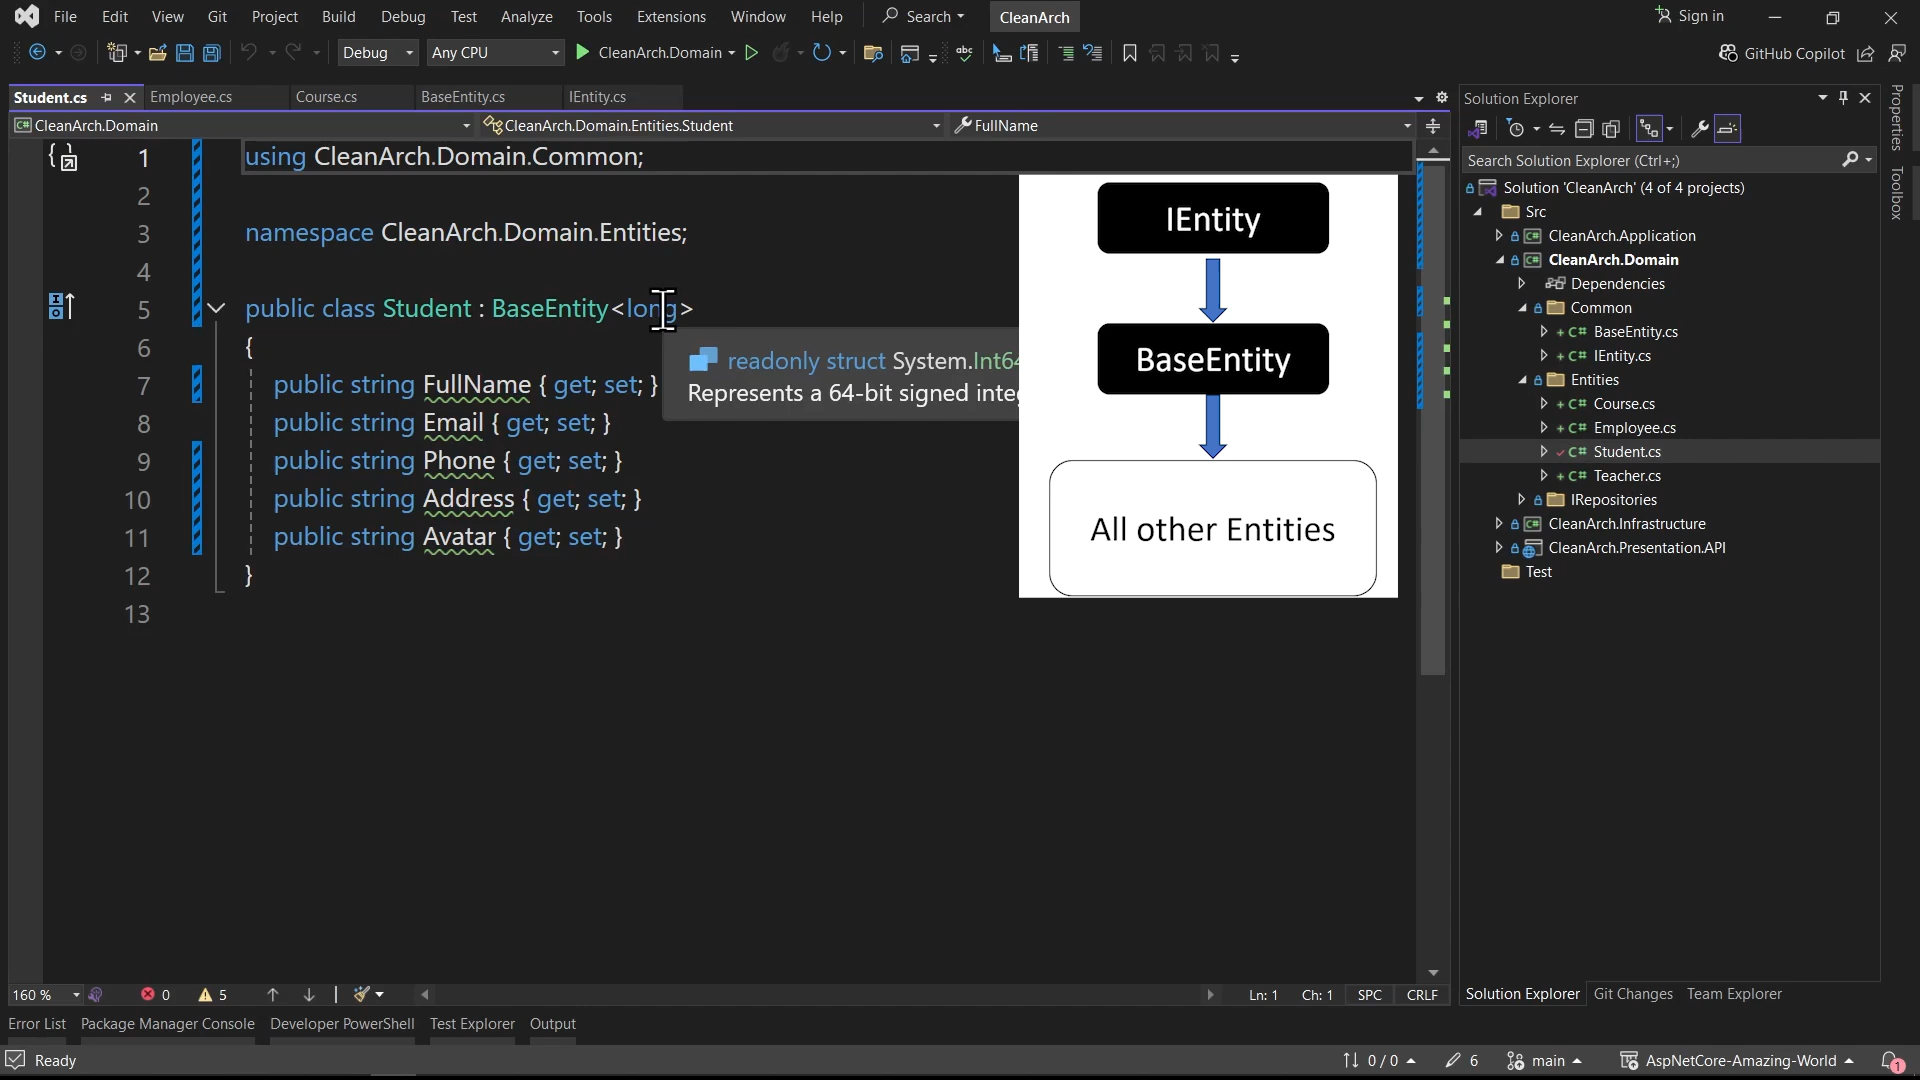 File Edit View Git Project Build Debug Test Analyze Tools Extensions Window Help Search CleanArch Sign in
Debug Any CPU CleanArch.Domain abc GitHub Copilot
Student.cs Employee.cs Course.cs BaseEntity.cs IEntity.cs
CleanArch.Domain CleanArch.Domain.Entities.Student FullName
1 using CleanArch.Domain.Common;
2
3 namespace CleanArch.Domain.Entities;
4
5 public class Student : BaseEntity<long>
6 {
7 public string FullName { get; set; }
8 public string Email { get; set; }
9 public string Phone { get; set; }
10 public string Address { get; set; }
11 public string Avatar { get; set; }
12 }
13
readonly struct System.Int64
Represents a 64-bit signed
IEntity
BaseEntity
All other Entities
Solution Explorer
Search Solution Explorer (Ctrl+;)
Solution 'CleanArch' (4 of 4 projects)
Src
CleanArch.Application
CleanArch.Domain
Dependencies
Common
+ C# BaseEntity.cs
+ C# IEntity.cs
Entities
+ C# Course.cs
+ C# Employee.cs
C# Student.cs
+ C# Teacher.cs
IRepositories
CleanArch.Infrastructure
CleanArch.Presentation.API
Test
Properties
Toolbox
160 % 0 5 Ln: 1 Ch: 1 SPC CRLF
Solution Explorer Git Changes Team Explorer
Error List Package Manager Console Developer PowerShell Test Explorer Output
Ready 0 / 0 6 main AspNetCore-Amazing-World 1